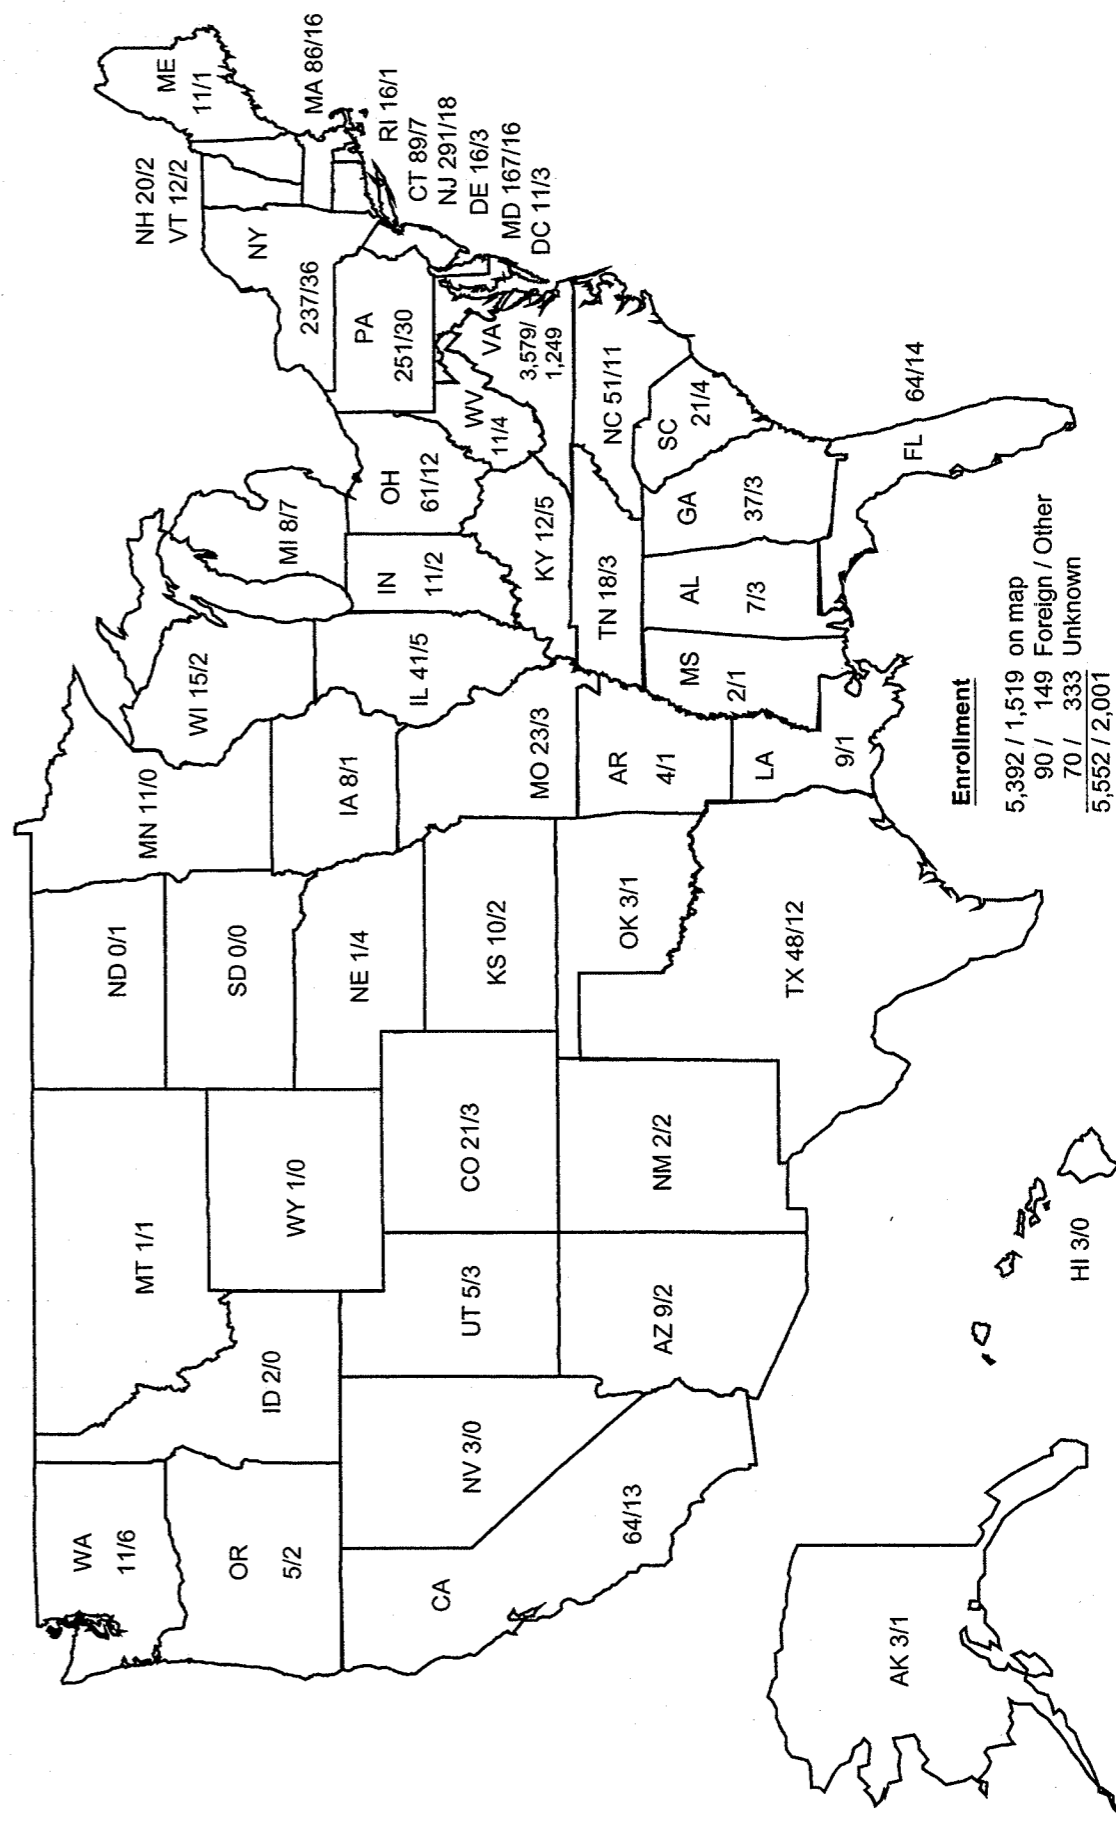 NH 20/2
VT 12/2
ME
11/1
MA 86/16
RI 16/1
CT 89/7
NJ 291/18
DE 16/3
MD 167/16
DC 11/3
NY
237/36
PA
251/30
VA
3,579/
1,249
WV
11/4
NC 51/11
SC
21/4
GA
37/3
FL
64/14
OH
61/12
MI 8/7
IN
11/2
KY 12/5
TN 18/3
AL
7/3
MS
2/1
WI 15/2
IL 41/5
MN 11/0
IA 8/1
MO 23/3
AR
4/1
LA
9/1
ND 0/1
SD 0/0
NE 1/4
KS 10/2
OK 3/1
TX 48/12
MT 1/1
WY 1/0
CO 21/3
NM 2/2
ID 2/0
UT 5/3
AZ 9/2
WA
11/6
OR
5/2
NV 3/0
CA
64/13
AK 3/1
HI 3/0
Enrollment
5,392 / 1,519 on map
90 / 149 Foreign / Other
70 / 333 Unknown
5,552 / 2,001